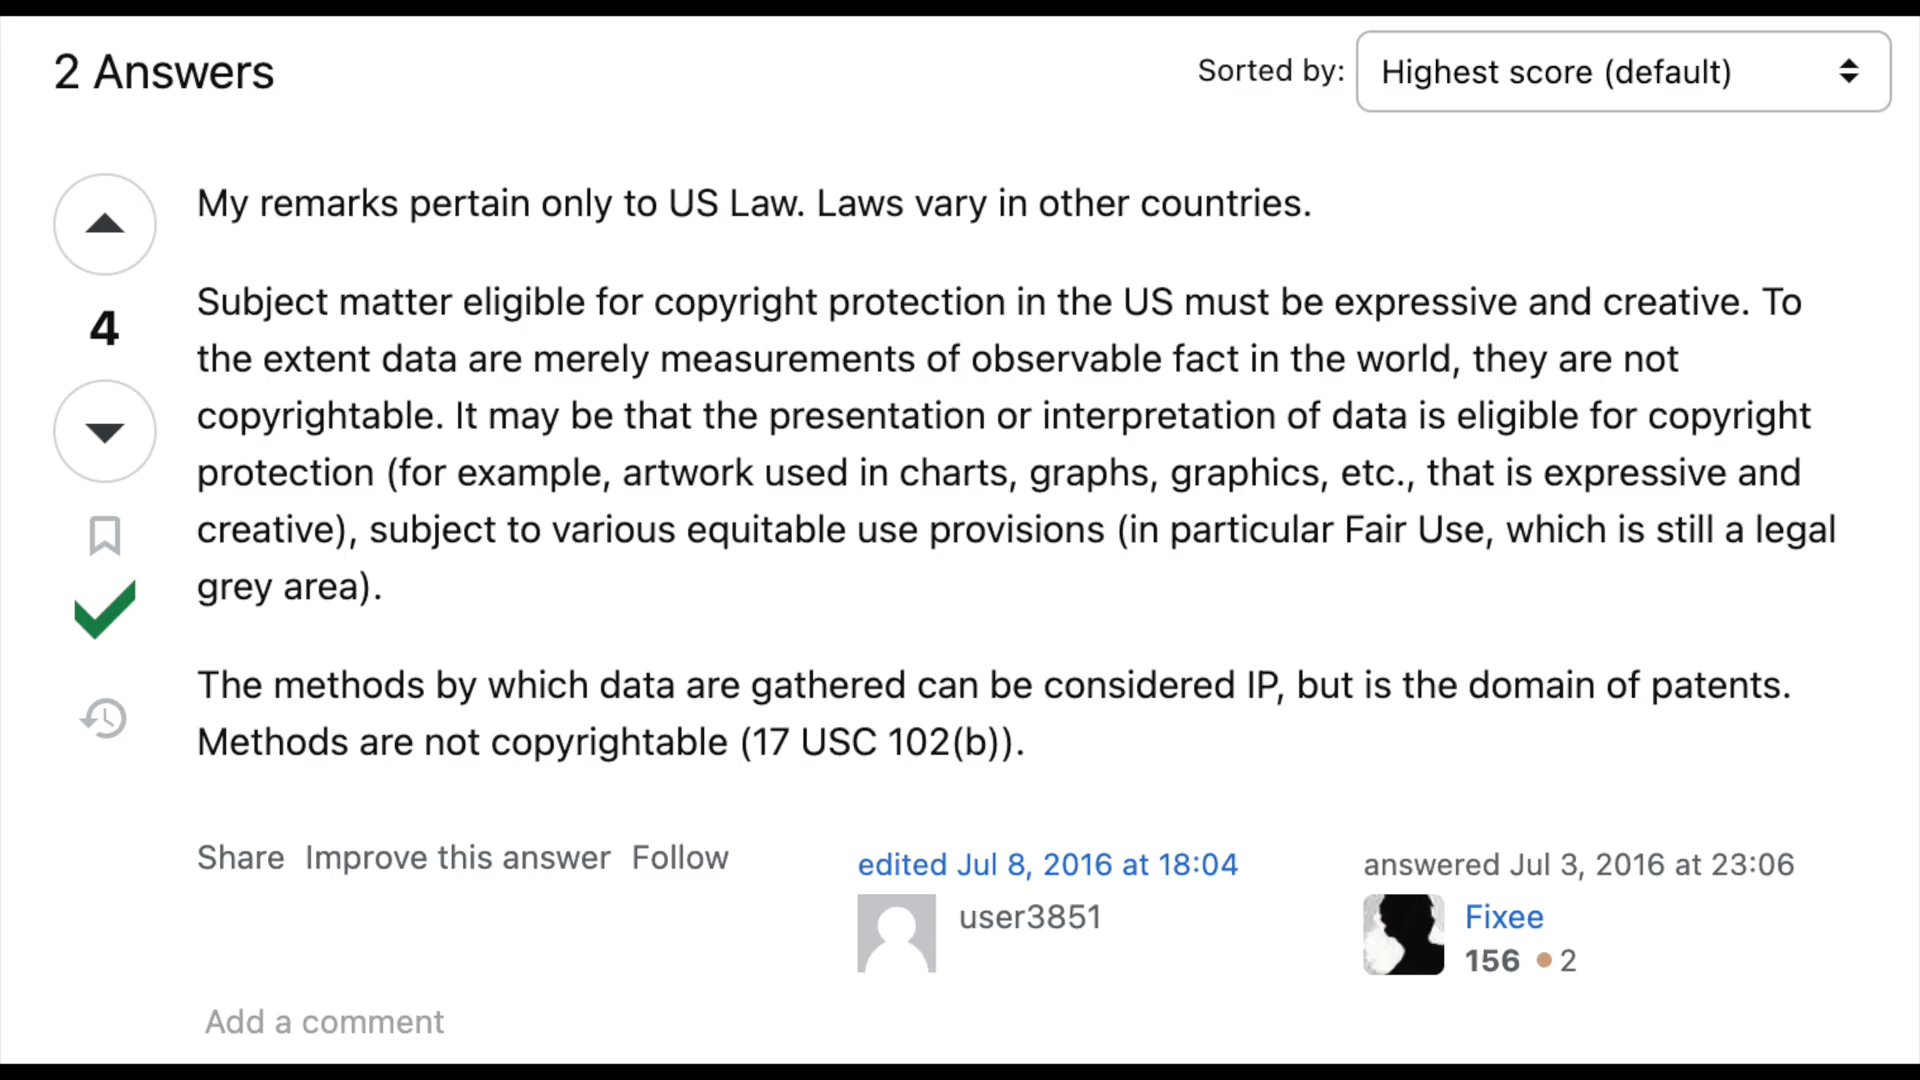 2 Answers
Sorted by:
Highest score (default)
My remarks pertain only to US Law. Laws vary in other countries.
4
Subject matter eligible for copyright protection in the US must be expressive and creative. To
the extent data are merely measurements of observable fact in the world, they are not
copyrightable. It may be that the presentation or interpretation of data is eligible for copyright
protection (for example, artwork used in charts, graphs, graphics, etc., that is expressive and
creative), subject to various equitable use provisions (in particular Fair Use, which is still a legal
grey area).
The methods by which data are gathered can be considered IP, but is the domain of patents.
Methods are not copyrightable (17 USC 102(b)).
Share Improve this answer Follow
edited Jul 8, 2016 at 18:04
user3851
answered Jul 3, 2016 at 23:06
Fixee
156 2
Add a comment